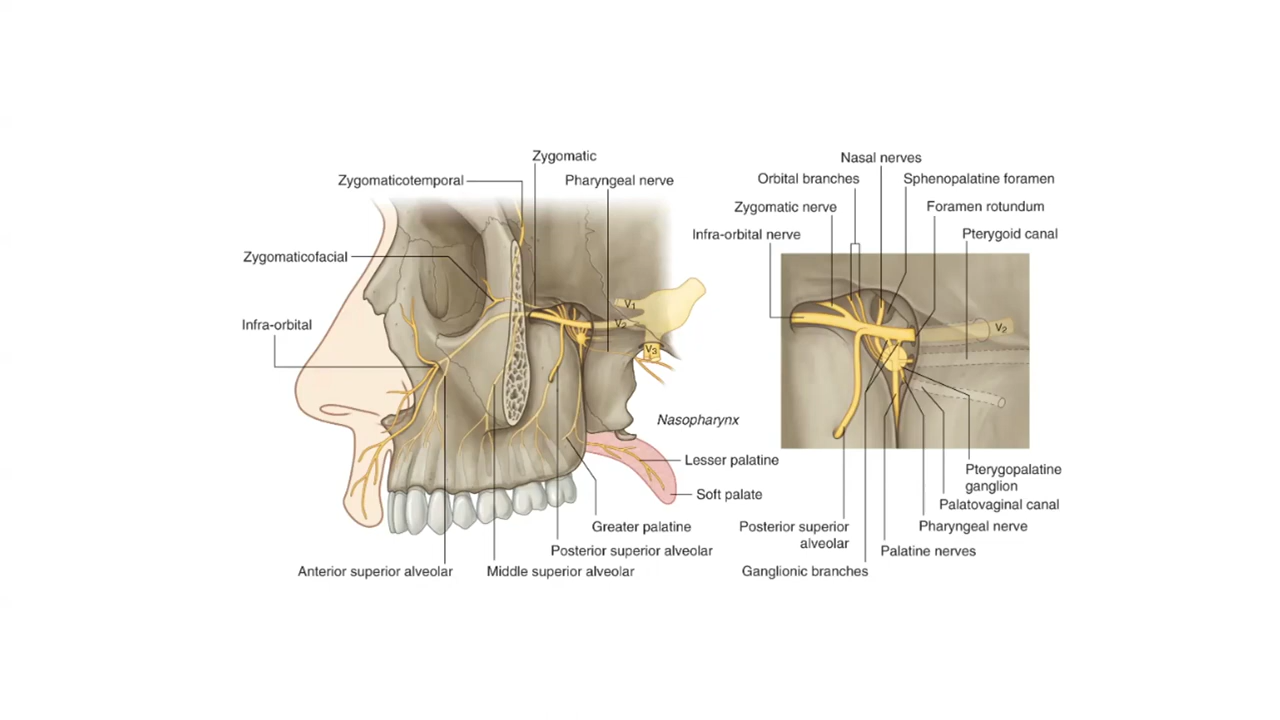 Zygomatic
Zygomaticotemporal
Pharyngeal nerve
Zygomaticofacial
Infra-orbital
V₁
V₂
V₃
Nasopharynx
Lesser palatine
Soft palate
Greater palatine
Posterior superior alveolar
Anterior superior alveolar
Middle superior alveolar
Nasal nerves
Orbital branches
Sphenopalatine foramen
Zygomatic nerve
Foramen rotundum
Infra-orbital nerve
Pterygoid canal
V₂
Pterygopalatine
ganglion
Palatovaginal canal
Posterior superior
alveolar
Pharyngeal nerve
Palatine nerves
Ganglionic branches